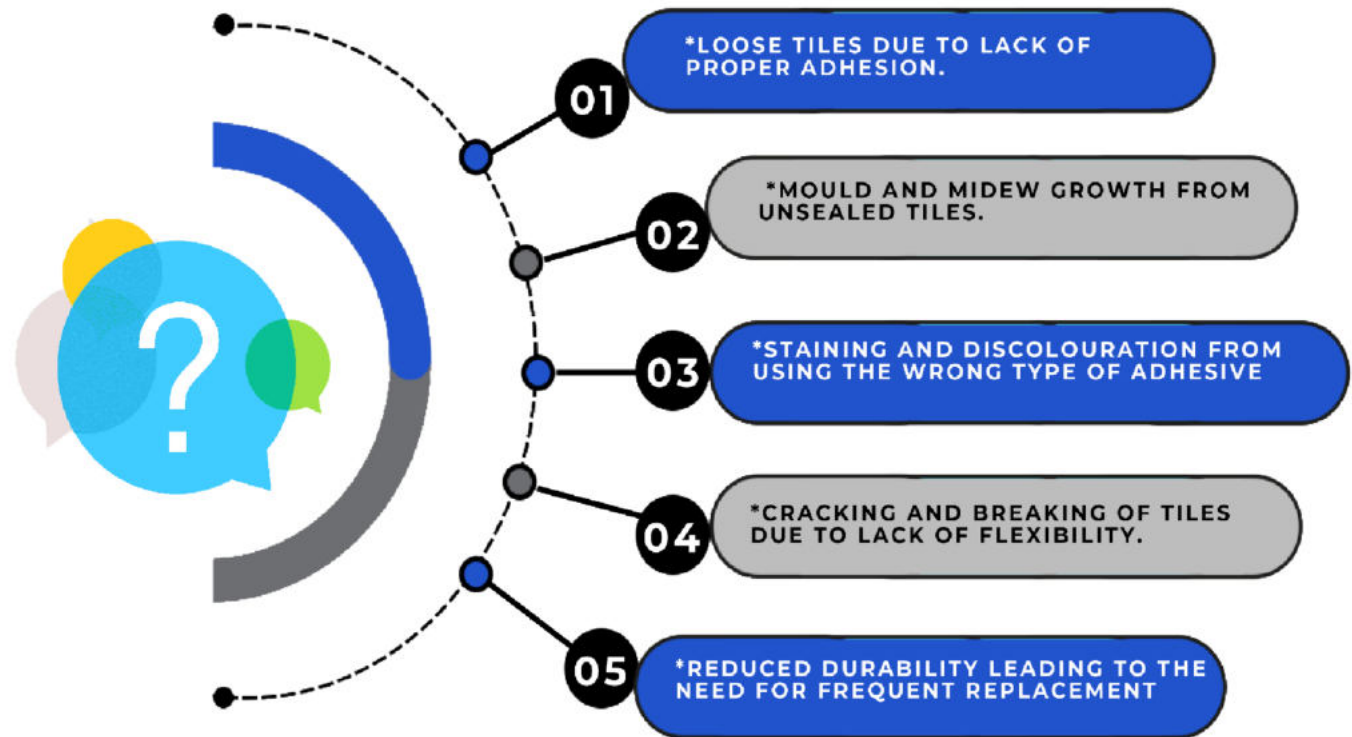 01
*LOOSE TILES DUE TO LACK OF
PROPER ADHESION.
02
*MOULD AND MIDEW GROWTH FROM
UNSEALED TILES.
03
*STAINING AND DISCOLOURATION FROM
USING THE WRONG TYPE OF ADHESIVE
04
*CRACKING AND BREAKING OF TILES
DUE TO LACK OF FLEXIBILITY.
05
*REDUCED DURABILITY LEADING TO THE
NEED FOR FREQUENT REPLACEMENT
?